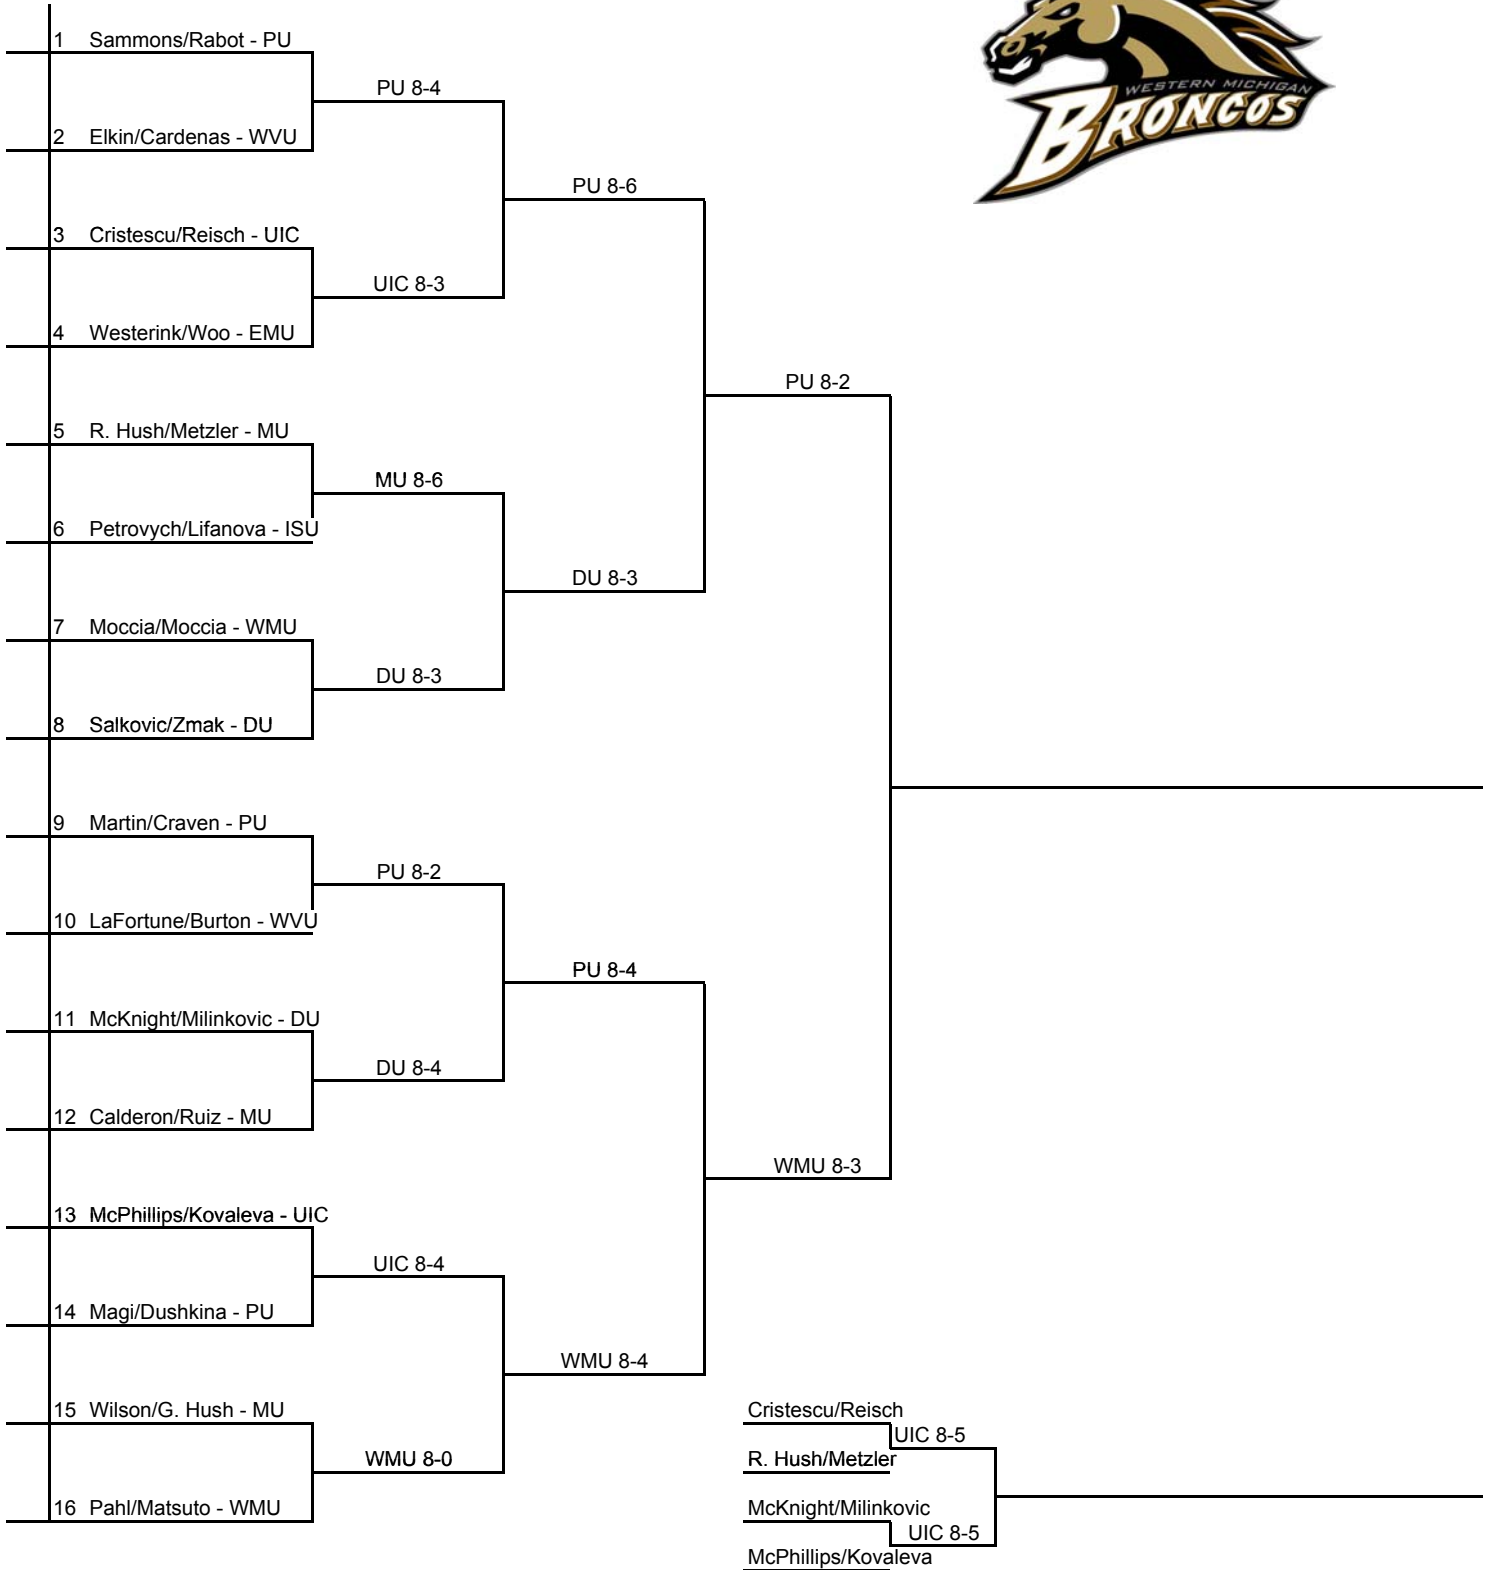 WESTERN MICHIGAN
BRONCOS
1 Sammons/Rabot - PU
PU 8-4
2 Elkin/Cardenas - WVU
PU 8-6
3 Cristescu/Reisch - UIC
UIC 8-3
4 Westerink/Woo - EMU
PU 8-2
5 R. Hush/Metzler - MU
MU 8-6
6 Petrovych/Lifanova - ISU
DU 8-3
7 Moccia/Moccia - WMU
DU 8-3
8 Salkovic/Zmak - DU
9 Martin/Craven - PU
PU 8-2
10 LaFortune/Burton - WVU
PU 8-4
11 McKnight/Milinkovic - DU
DU 8-4
12 Calderon/Ruiz - MU
WMU 8-3
13 McPhillips/Kovaleva - UIC
UIC 8-4
14 Magi/Dushkina - PU
WMU 8-4
15 Wilson/G. Hush - MU
WMU 8-0
16 Pahl/Matsuto - WMU
Cristescu/Reisch
UIC 8-5
R. Hush/Metzler
McKnight/Milinkovic
UIC 8-5
McPhillips/Kovaleva